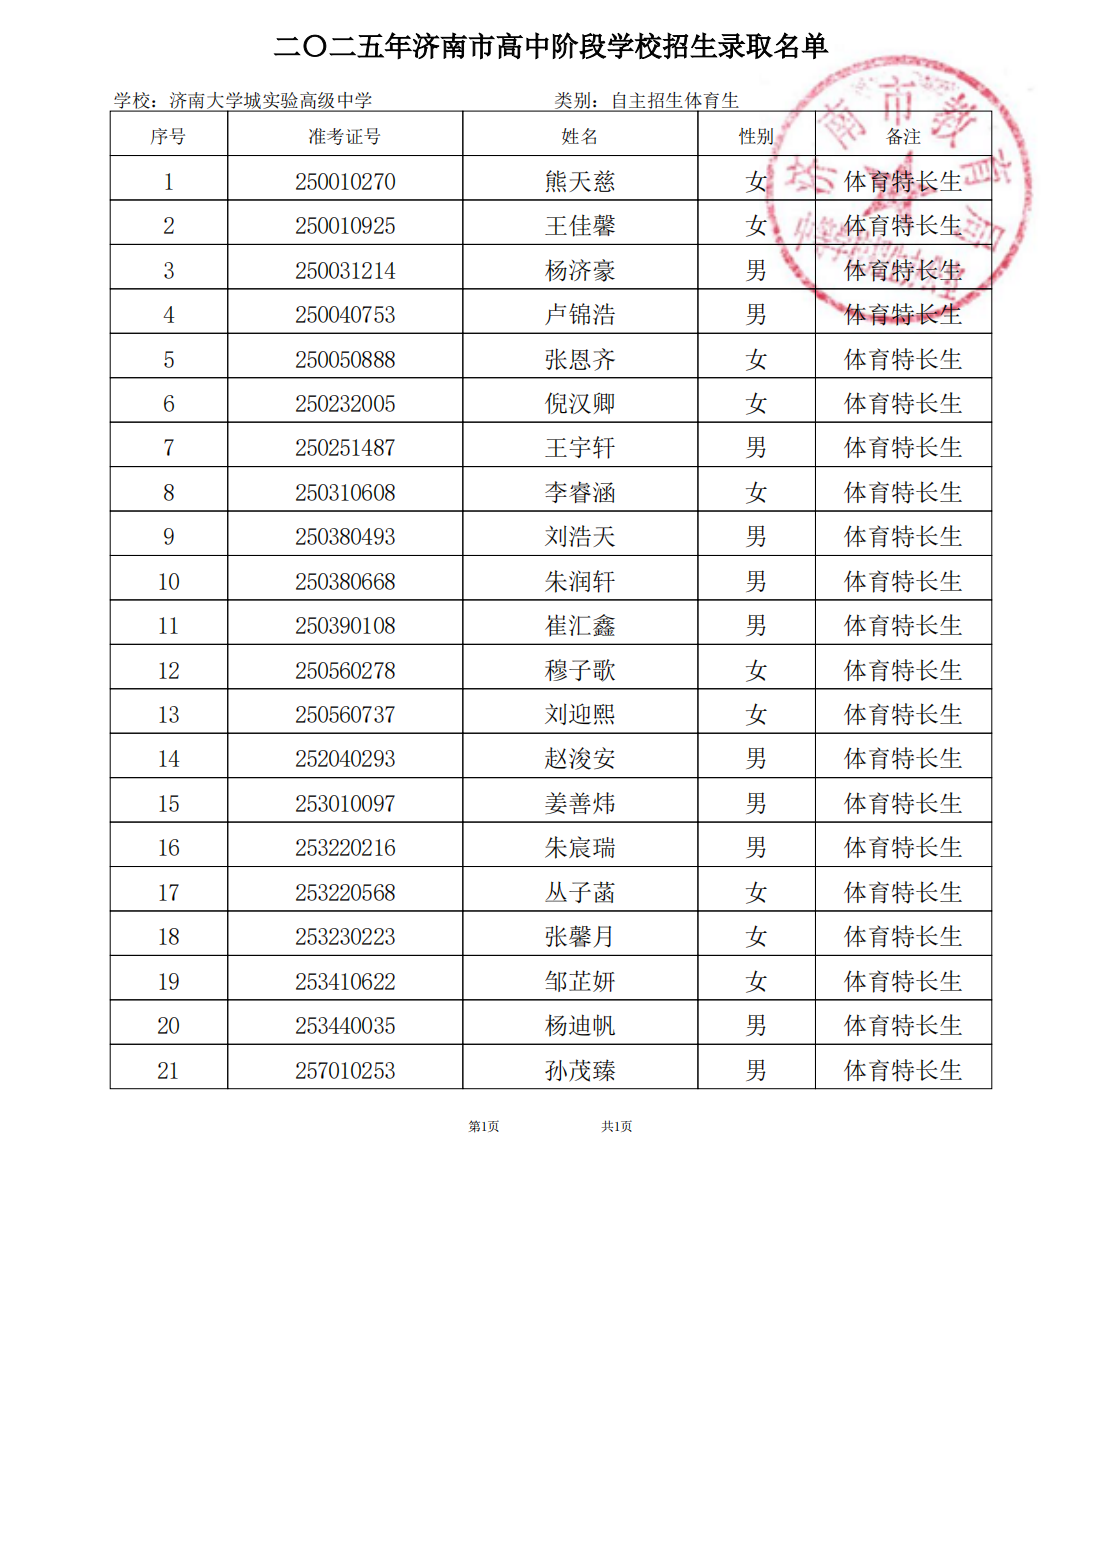 二〇二五年济南市高中阶段学校招生录取名单
学校：济南大学城实验高级中学 类别：自主招生体育生
序号 准考证号 姓名 性别 备注
1 250010270 熊天慈 女 体育特长生
2 250010925 王佳馨 女 体育特长生
3 250031214 杨济豪 男 体育特长生
4 250040753 卢锦浩 男 体育特长生
5 250050888 张恩齐 女 体育特长生
6 250232005 倪汉卿 女 体育特长生
7 250251487 王宇轩 男 体育特长生
8 250310608 李睿涵 女 体育特长生
9 250380493 刘浩天 男 体育特长生
10 250380668 朱润轩 男 体育特长生
11 250390108 崔汇鑫 男 体育特长生
12 250560278 穆子歌 女 体育特长生
13 250560737 刘迎熙 女 体育特长生
14 252040293 赵浚安 男 体育特长生
15 253010097 姜善炜 男 体育特长生
16 253220216 朱宸瑞 男 体育特长生
17 253220568 丛子菡 女 体育特长生
18 253230223 张馨月 女 体育特长生
19 253410622 邹芷妍 女 体育特长生
20 253440035 杨迪帆 男 体育特长生
21 257010253 孙茂臻 男 体育特长生
第1页 共1页
济南市教育局